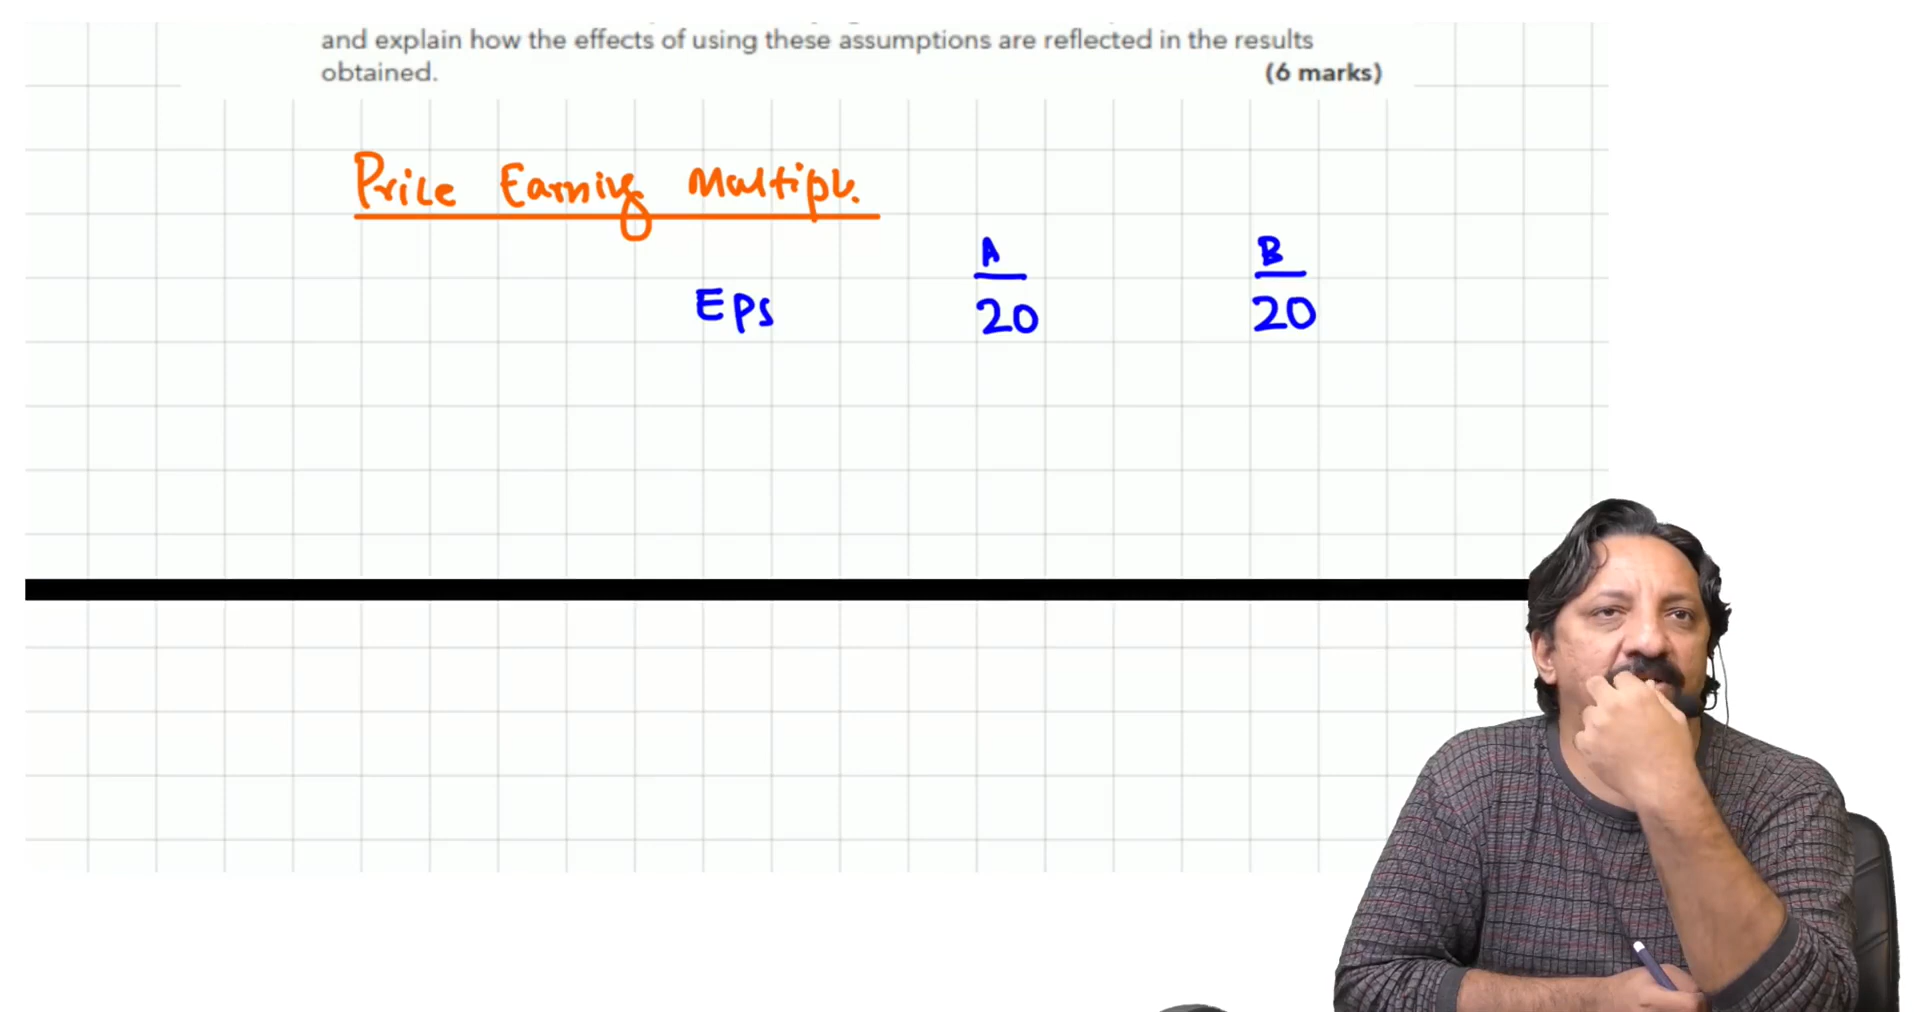 and explain how the effects of using these assumptions are reflected in the results
obtained. (6 marks)
Price Earning Multipl.
A B
Eps 20 20